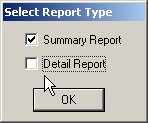 Select Report Type
Summary Report
Detail Report
OK